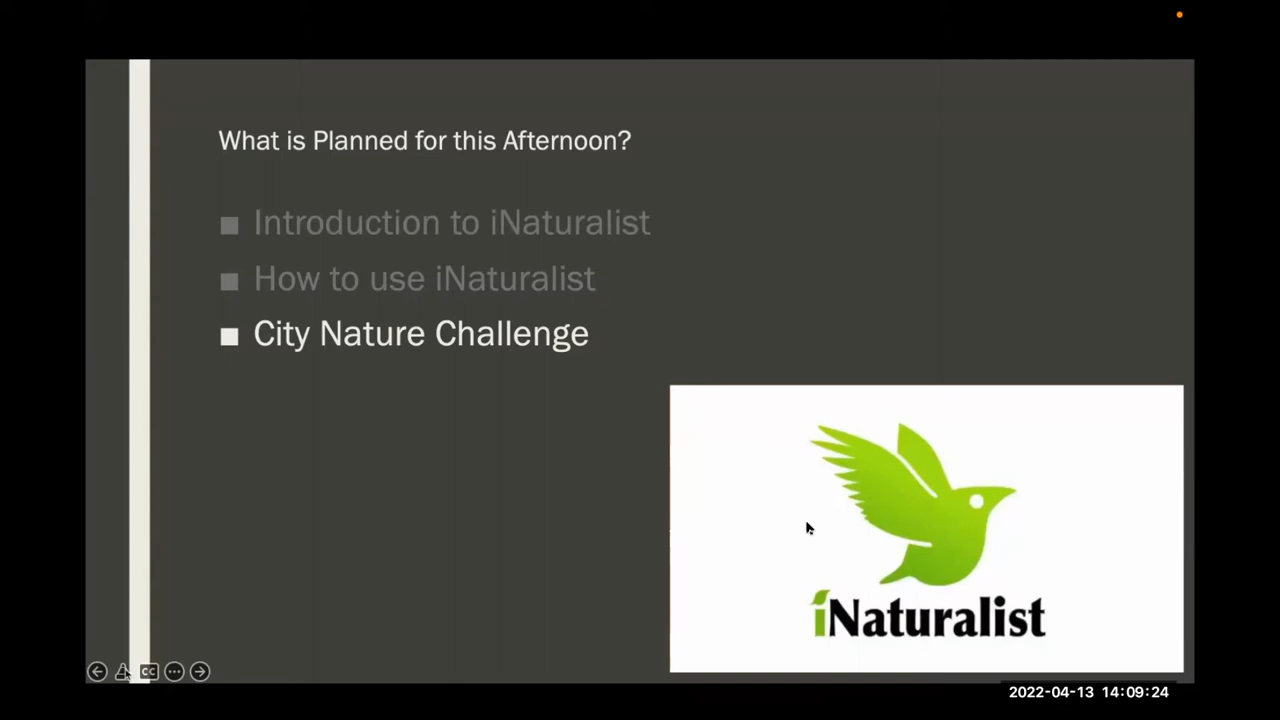 What is Planned for this Afternoon?
■ Introduction to iNaturalist
■ How to use iNaturalist
■ City Nature Challenge
iNaturalist
CC
2022-04-13 14:09:24